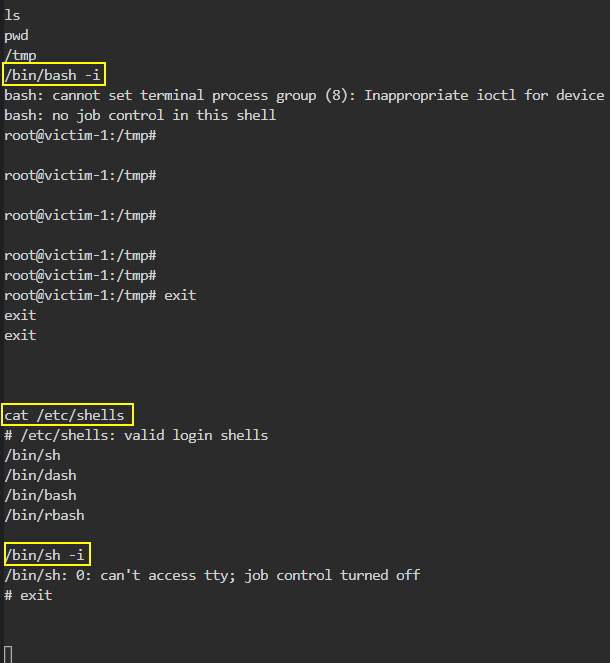 ls
pwd
/tmp
/bin/bash -i
bash: cannot set terminal process group (8): Inappropriate ioctl for device
bash: no job control in this shell
root@victim-1:/tmp#
root@victim-1:/tmp#
root@victim-1:/tmp#
root@victim-1:/tmp#
root@victim-1:/tmp#
root@victim-1:/tmp# exit
exit
exit
cat /etc/shells
# /etc/shells: valid login shells
/bin/sh
/bin/dash
/bin/bash
/bin/rbash
/bin/sh -i
/bin/sh: 0: can't access tty; job control turned off
# exit